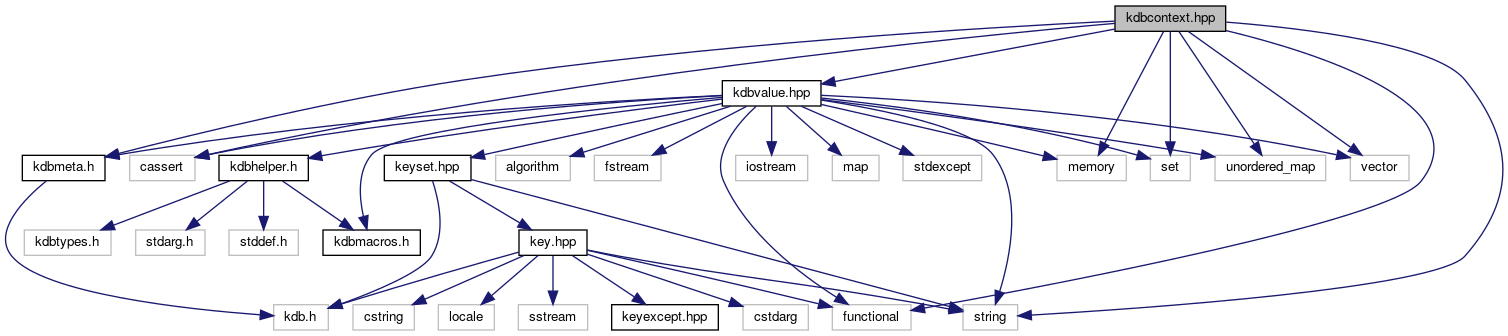 kdbcontext.hpp
kdbvalue.hpp
kdbmeta.h
cassert
kdbhelper.h
keyset.hpp
algorithm
fstream
iostream
map
stdexcept
memory
set
unordered_map
vector
kdbtypes.h
stdarg.h
stddef.h
kdbmacros.h
key.hpp
kdb.h
cstring
locale
sstream
keyexcept.hpp
cstdarg
functional
string